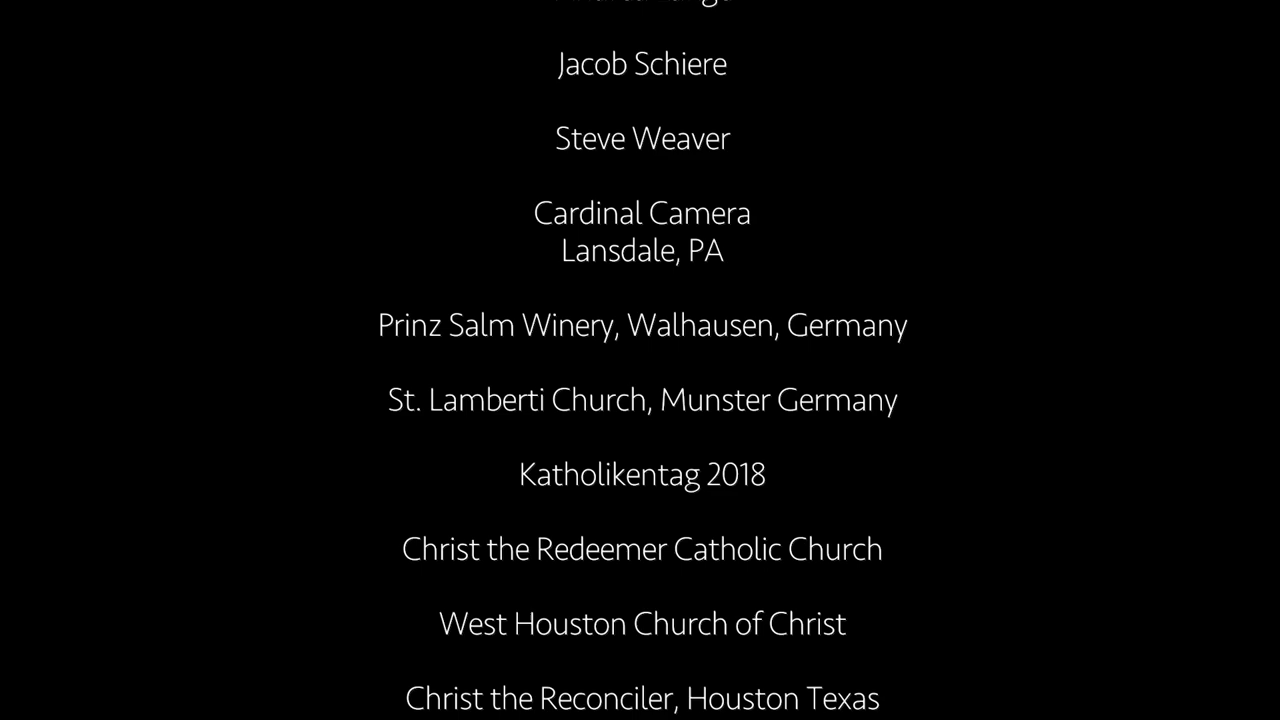 Jacob Schiere
Steve Weaver
Cardinal Camera
Lansdale, PA
Prinz Salm Winery, Walhausen, Germany
St. Lamberti Church, Munster Germany
Katholikentag 2018
Christ the Redeemer Catholic Church
West Houston Church of Christ
Christ the Reconciler, Houston Texas